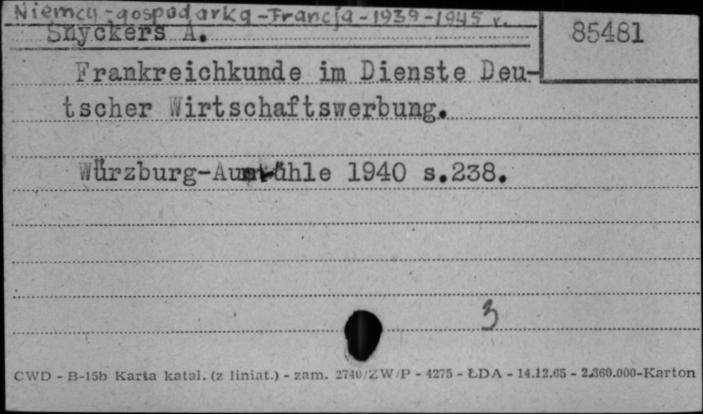 Niemcy - gospodarka - Francja - 1939-1945 r.
Snyckers A.
85481
Frankreichkunde im Dienste Deu-
tscher Wirtschaftswerbung.
Würzburg-Aumühle 1940 s.238.
3
CWD - B-15b Karta katal. (z liniat.) - zam. 2740/ZW/P - 4275 - ŁDA - 14.12.65 - 2.360.000-Karton